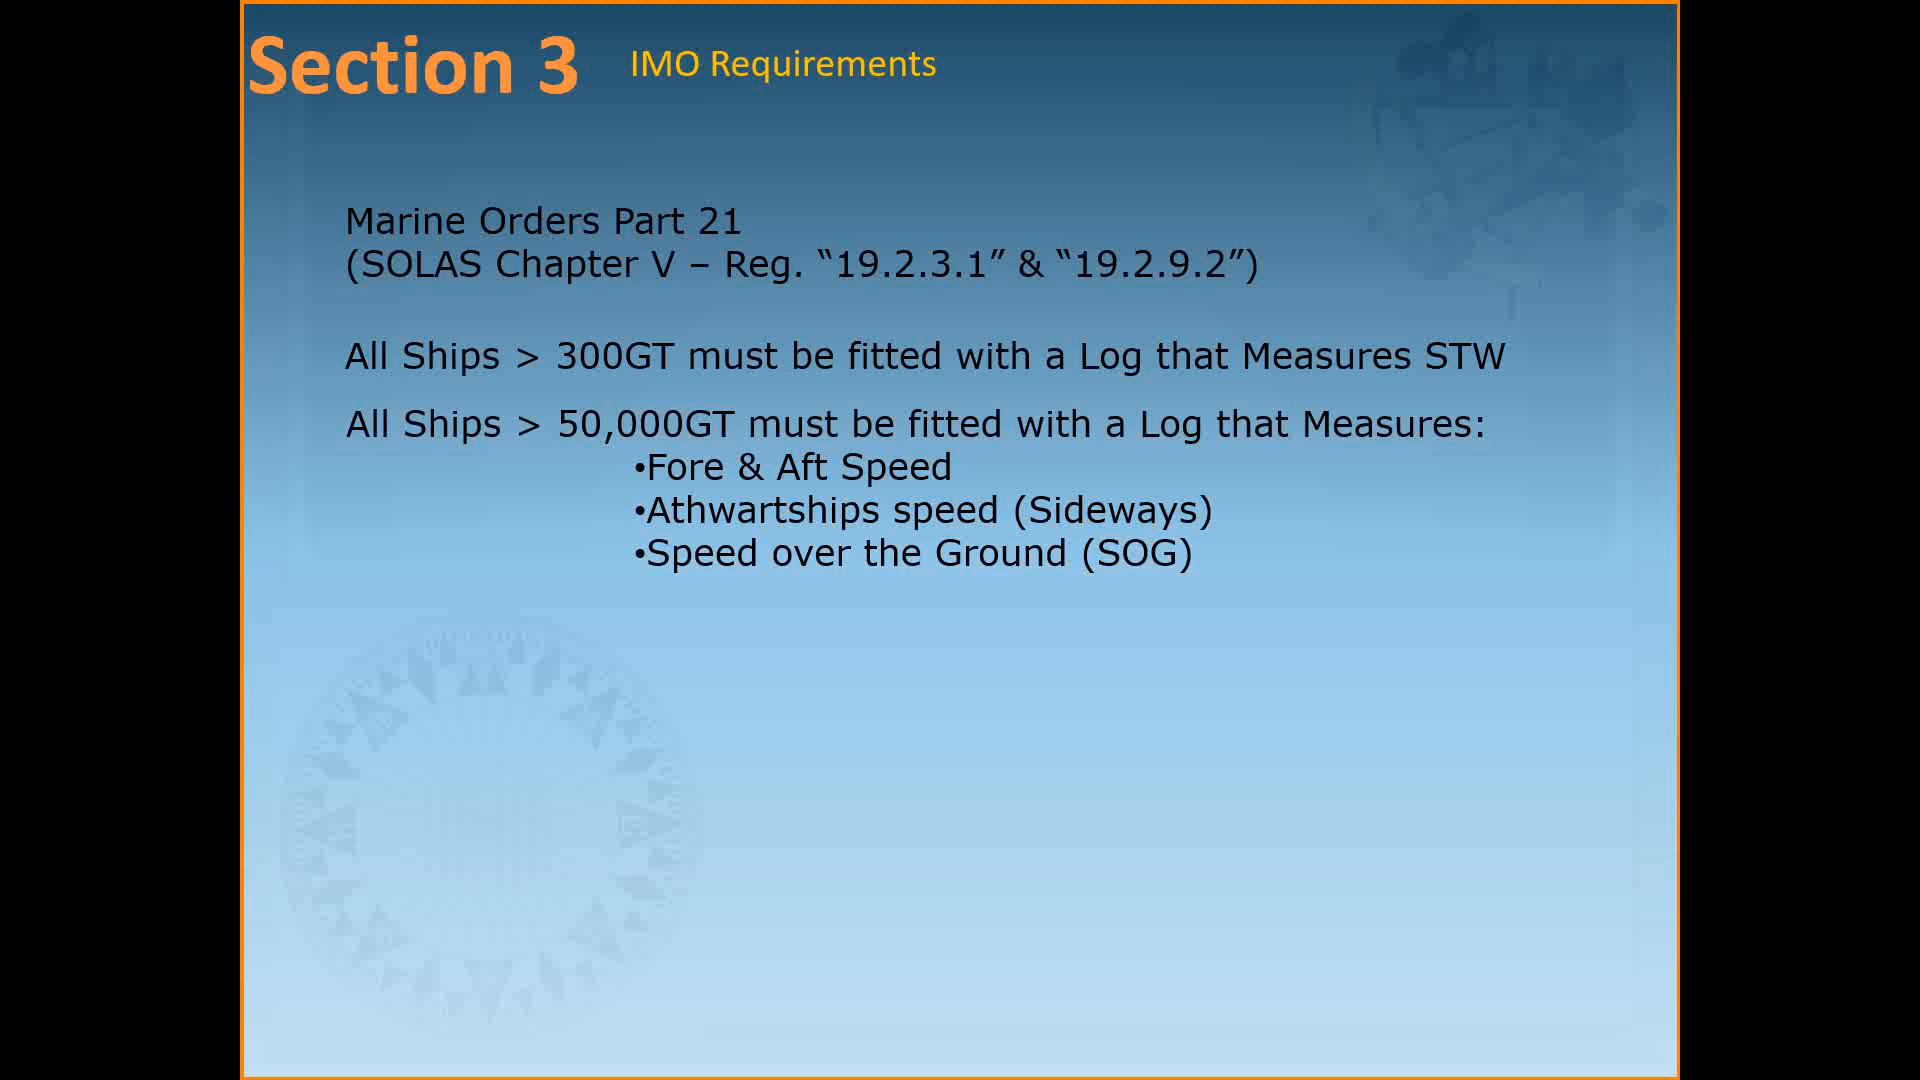 Section 3 IMO Requirements
Marine Orders Part 21
(SOLAS Chapter V – Reg. “19.2.3.1” & “19.2.9.2”)
All Ships > 300GT must be fitted with a Log that Measures STW
All Ships > 50,000GT must be fitted with a Log that Measures:
•Fore & Aft Speed
•Athwartships speed (Sideways)
•Speed over the Ground (SOG)